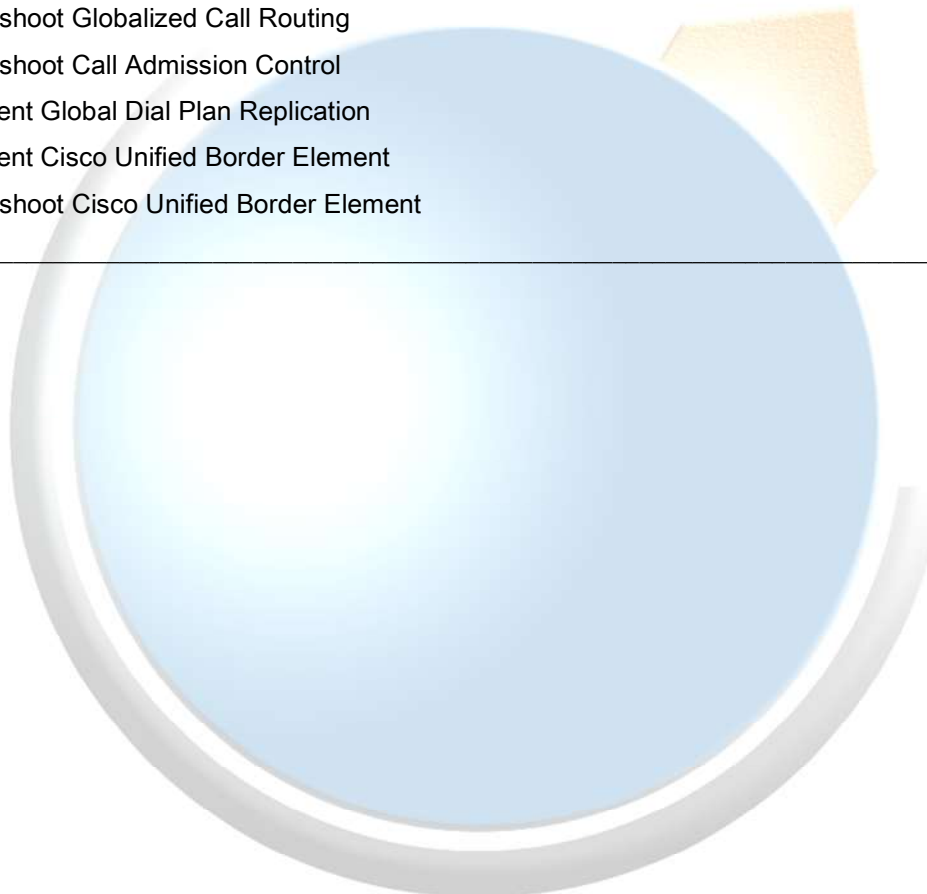 shoot Globalized Call Routing
shoot Call Admission Control
ent Global Dial Plan Replication
ent Cisco Unified Border Element
shoot Cisco Unified Border Element